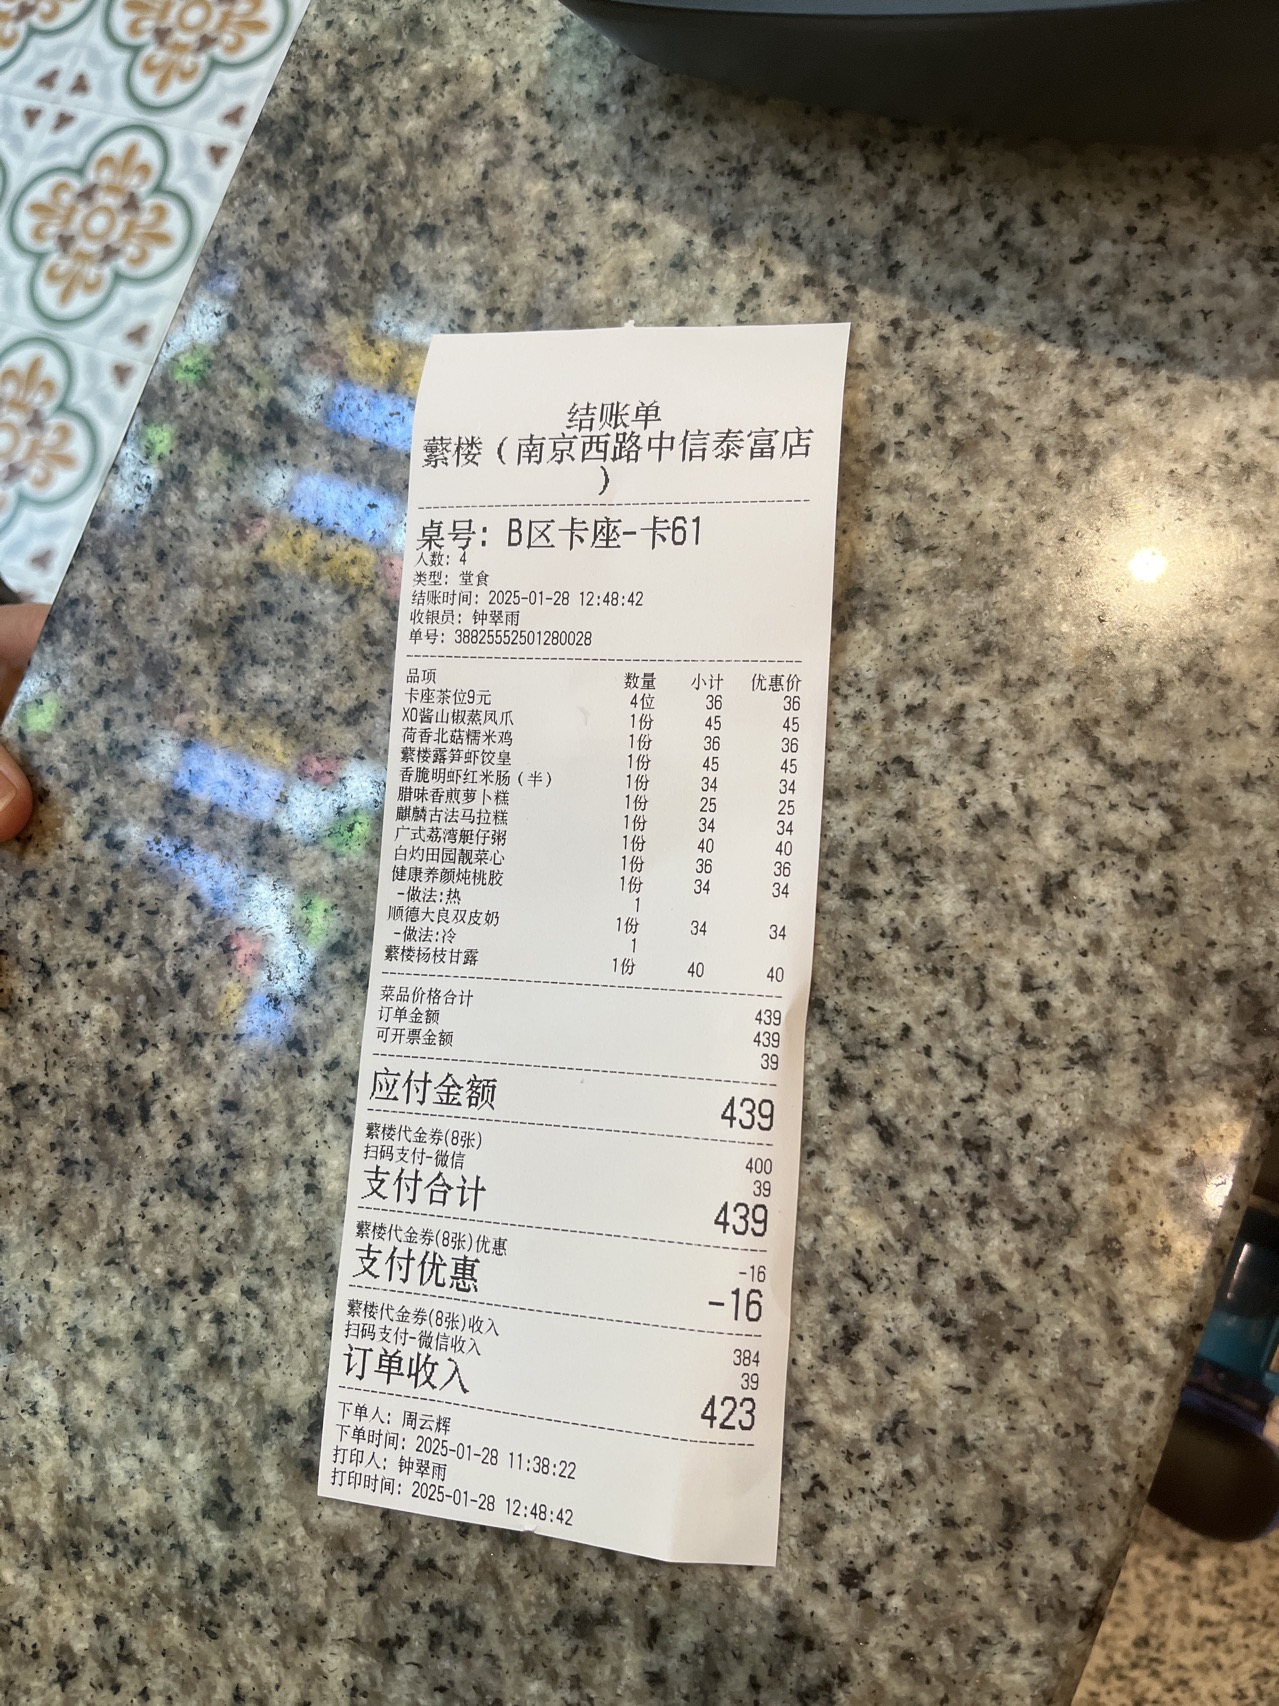 结账单
蘩楼（南京西路中信泰富店
）
桌号: B区卡座-卡61
人数: 4
类型: 堂食
结账时间: 2025-01-28 12:48:42
收银员: 钟翠雨
单号: 38825552501280028
品项 数量 小计 优惠价
卡座茶位9元 4位 36 36
XO酱山椒蒸凤爪 1份 45 45
荷香北菇糯米鸡 1份 36 36
蘩楼露笋虾饺皇 1份 45 45
香脆明虾红米肠（半） 1份 34 34
腊味香煎萝卜糕 1份 25 25
麒麟古法马拉糕 1份 34 34
广式荔湾艇仔粥 1份 40 40
白灼田园靓菜心 1份 36 36
健康养颜炖桃胶 1份 34 34
-做法:热 1
顺德大良双皮奶 1份 34 34
-做法:冷 1
蘩楼杨枝甘露 1份 40 40
菜品价格合计 439
订单金额 439
可开票金额 39
应付金额 439
蘩楼代金券(8张) 400
扫码支付-微信 39
支付合计 439
蘩楼代金券(8张)优惠 -16
支付优惠 -16
蘩楼代金券(8张)收入 384
扫码支付-微信收入 39
订单收入 423
下单人: 周云辉
下单时间: 2025-01-28 11:38:22
打印人: 钟翠雨
打印时间: 2025-01-28 12:48:42